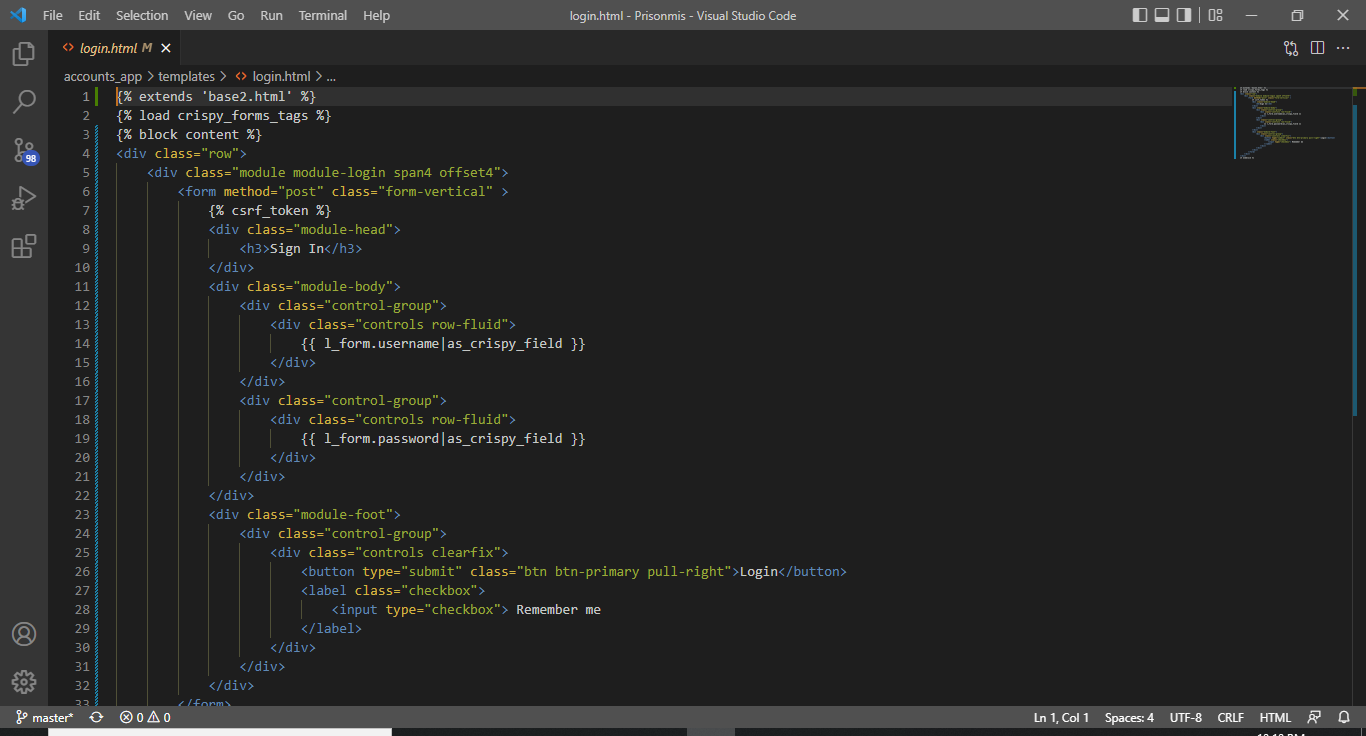 File Edit Selection View Go Run Terminal Help login.html - Prisonmis - Visual Studio Code
login.html M
accounts_app > templates > login.html > ...
98
1 {% extends 'base2.html' %}
2 {% load crispy_forms_tags %}
3 {% block content %}
4 <div class="row">
5 <div class="module module-login span4 offset4">
6 <form method="post" class="form-vertical" >
7 {% csrf_token %}
8 <div class="module-head">
9 <h3>Sign In</h3>
10 </div>
11 <div class="module-body">
12 <div class="control-group">
13 <div class="controls row-fluid">
14 {{ l_form.username|as_crispy_field }}
15 </div>
16 </div>
17 <div class="control-group">
18 <div class="controls row-fluid">
19 {{ l_form.password|as_crispy_field }}
20 </div>
21 </div>
22 </div>
23 <div class="module-foot">
24 <div class="control-group">
25 <div class="controls clearfix">
26 <button type="submit" class="btn btn-primary pull-right">Login</button>
27 <label class="checkbox">
28 <input type="checkbox"> Remember me
29 </label>
30 </div>
31 </div>
32 </div>
33 </form>
master* 0 0 Ln 1, Col 1 Spaces: 4 UTF-8 CRLF HTML